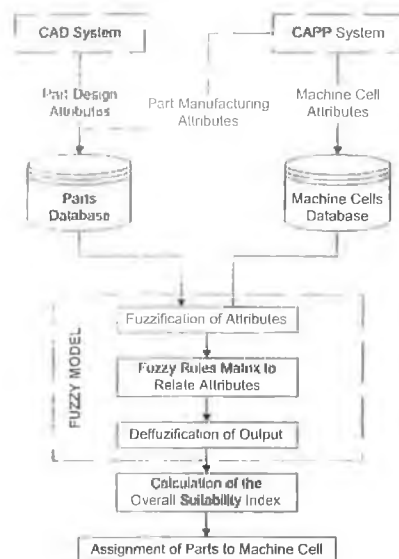 CAD System
CAPP System
Part Design
Attributes
Part Manufacturing
Attributes
Machine Cell
Attributes
Parts
Database
Machine Cells
Database
FUZZY MODEL
Fuzzification of Attributes
Fuzzy Rules Matrix to
Relate Attributes
Deffuzification of Output
Calculation of the
Overall Suitability Index
Assignment of Parts to Machine Cell